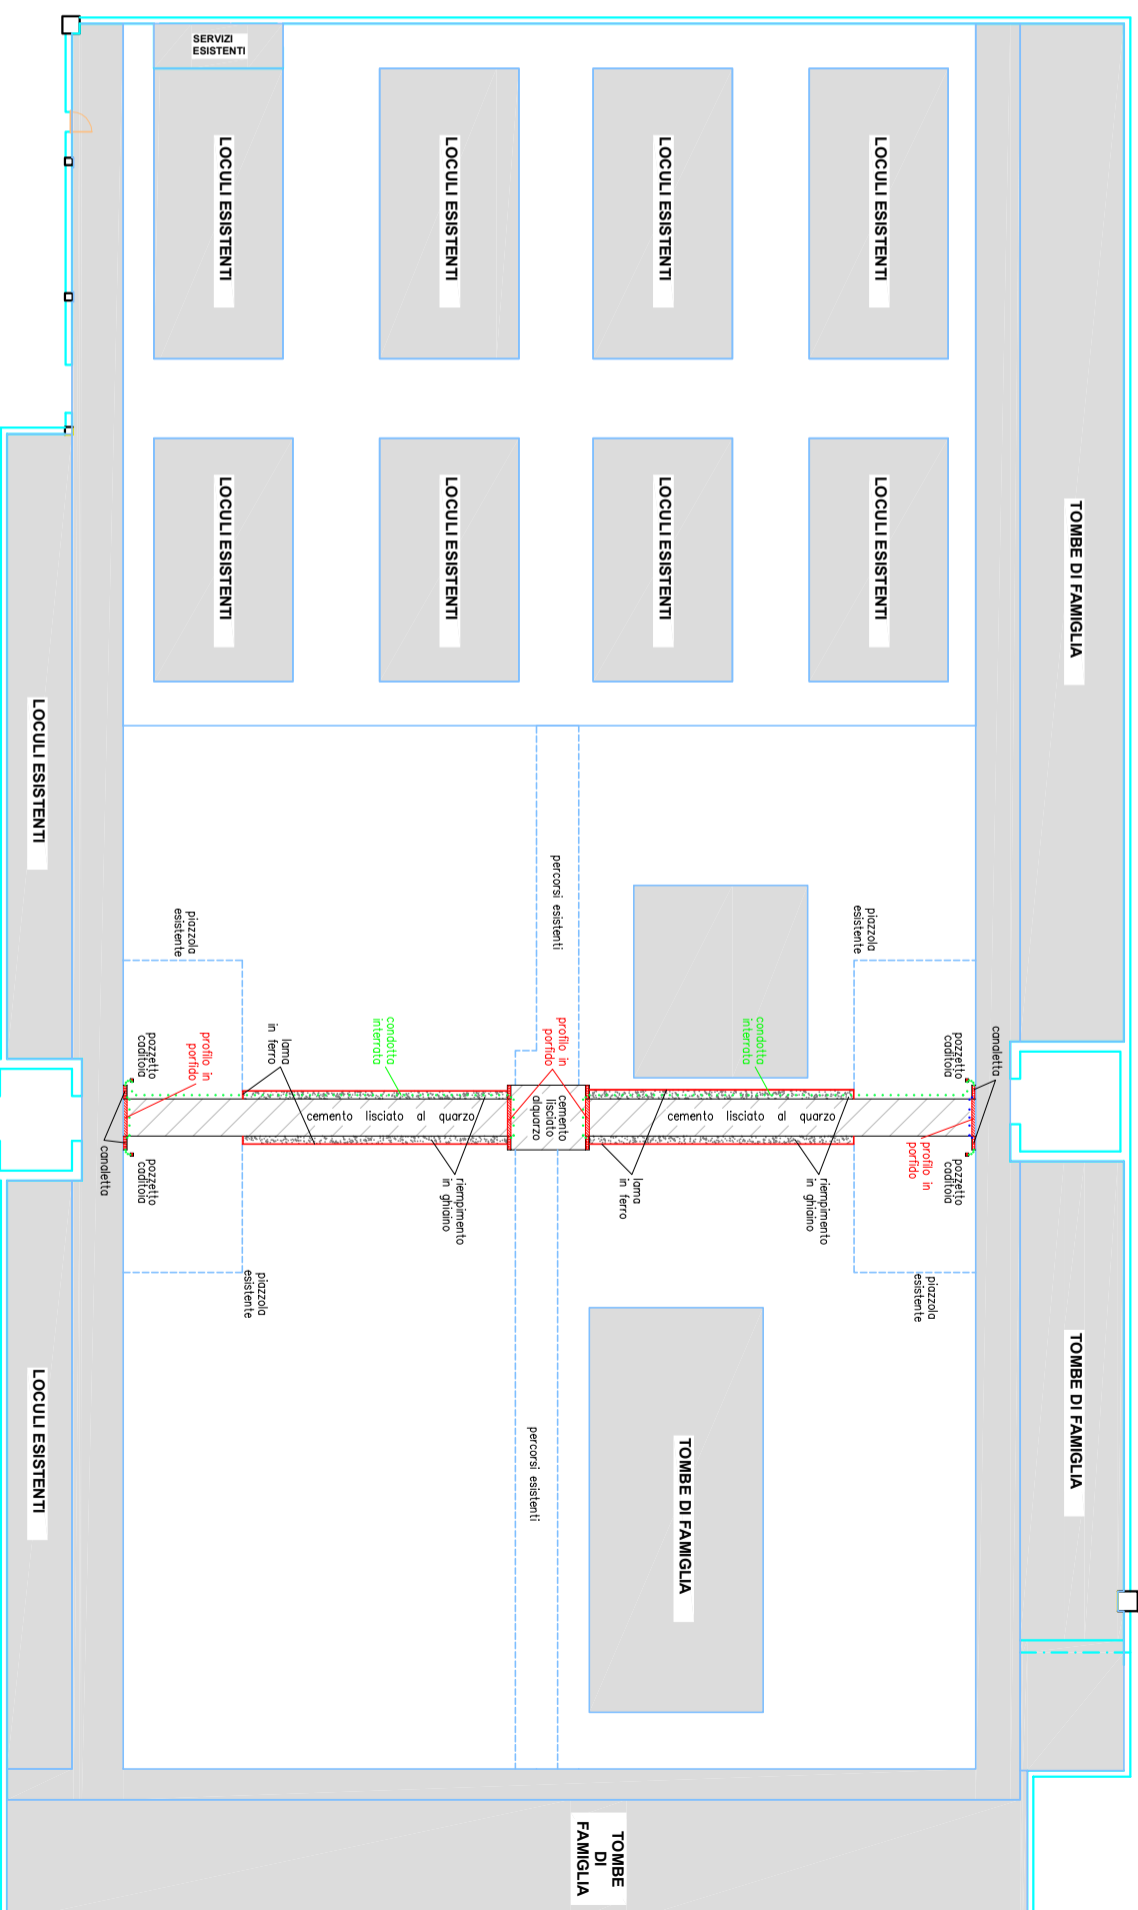 SERVIZI
ESISTENTI
LOCULI ESISTENTI
LOCULI ESISTENTI
LOCULI ESISTENTI
LOCULI ESISTENTI
LOCULI ESISTENTI
LOCULI ESISTENTI
LOCULI ESISTENTI
LOCULI ESISTENTI
TOMBE DI FAMIGLIA
LOCULI ESISTENTI
percorsi esistenti
piazzola
esistente
piazzola
esistente
pozzetto
caditoia
profilo in
porfido
lama
in ferro
condotta
interrata
profilo in
porfido
condotta
interrata
pozzetto
caditoia
canaletta
cemento lisciato al quarzo
cemento
lisciato
alquarzo
cemento lisciato al quarzo
profilo in
porfido
canaletta
pozzetto
caditoia
riempimento
in ghiaino
lama
in ferro
riempimento
in ghiaino
pozzetto
caditoia
piazzola
esistente
piazzola
esistente
percorsi esistenti
LOCULI ESISTENTI
TOMBE DI FAMIGLIA
TOMBE DI FAMIGLIA
TOMBE
DI
FAMIGLIA